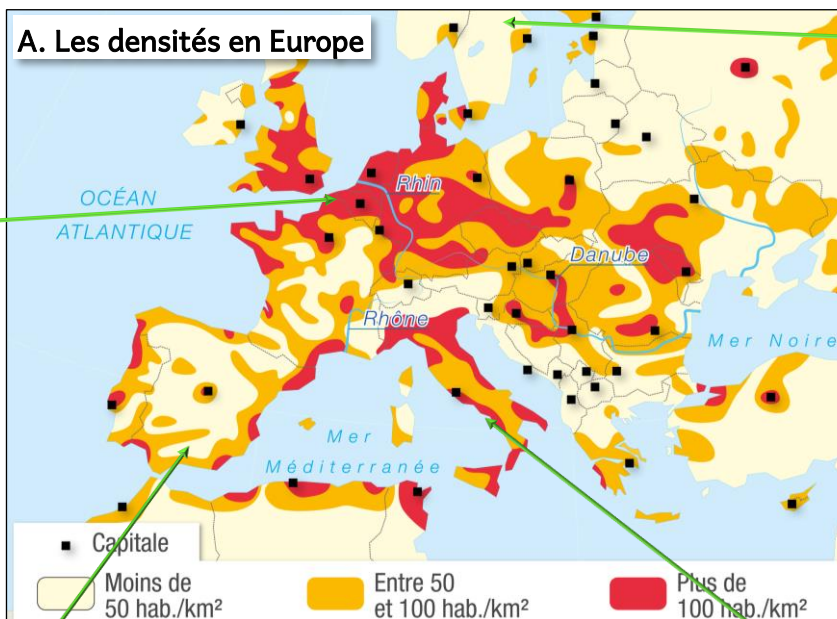 A. Les densités en Europe
OCÉAN
ATLANTIQUE
Rhin
Danube
Rhône
Mer Noire
Mer
Méditerranée
Capitale
Moins de
50 hab./km²
Entre 50
et 100 hab./km²
Plus de
100 hab./km²